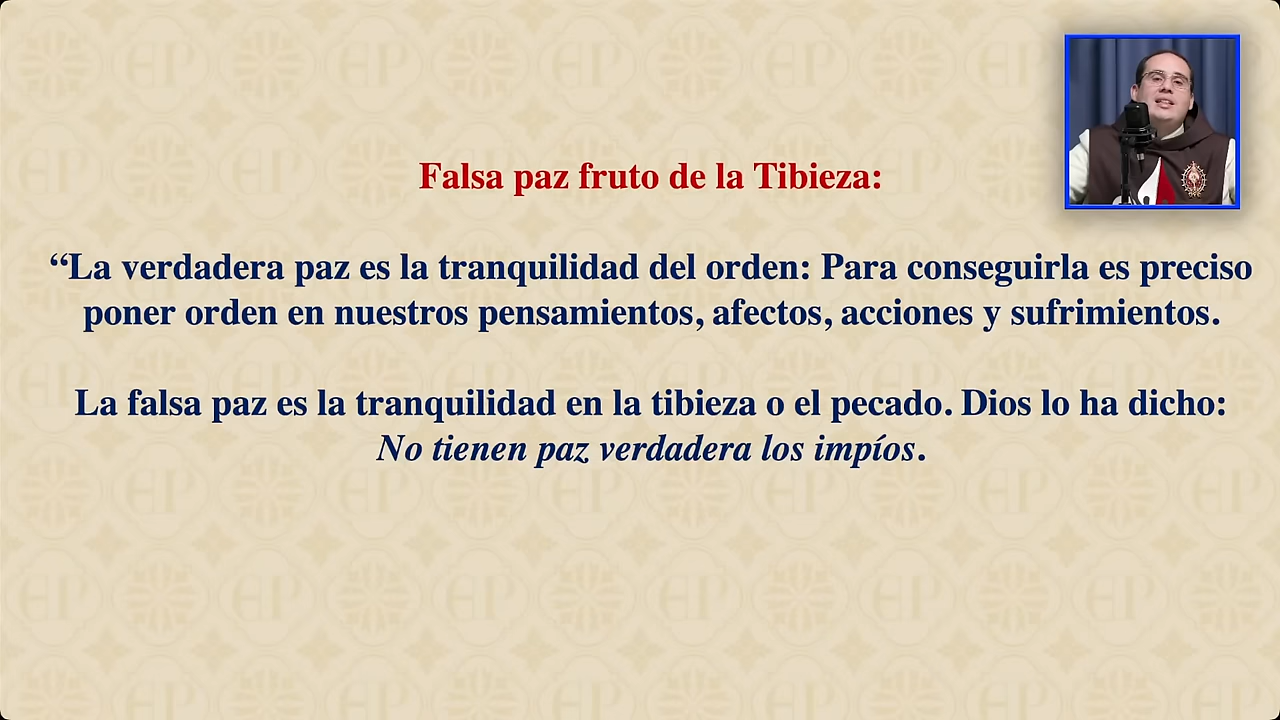 Falsa paz fruto de la Tibieza:
“La verdadera paz es la tranquilidad del orden: Para conseguirla es preciso
poner orden en nuestros pensamientos, afectos, acciones y sufrimientos.
La falsa paz es la tranquilidad en la tibieza o el pecado. Dios lo ha dicho:
No tienen paz verdadera los impíos.